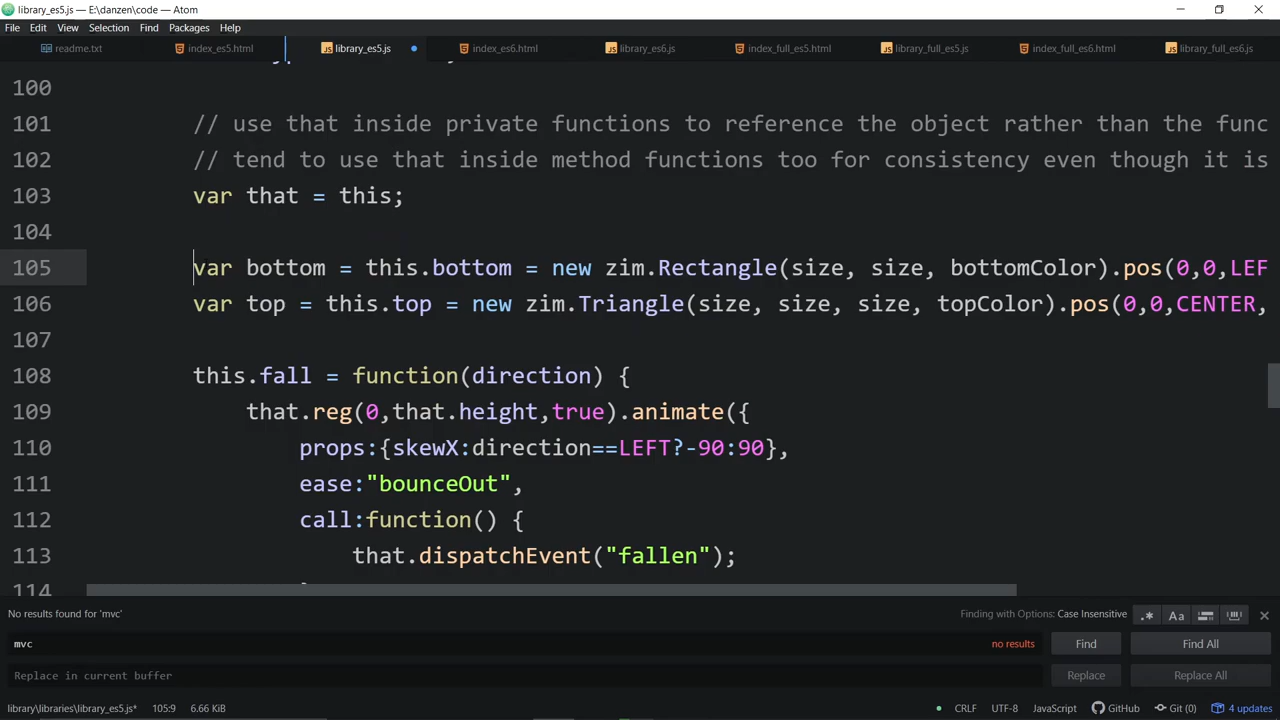 library_es5.js — E:\danzen\code — Atom
File Edit View Selection Find Packages Help
readme.txt index_es5.html library_es5.js index_es6.html library_es6.js index_full_es5.html library_full_es5.js index_full_es6.html library_full_es6.js
100
101 // use that inside private functions to reference the object rather than the func
102 // tend to use that inside method functions too for consistency even though it is
103 var that = this;
104
105 var bottom = this.bottom = new zim.Rectangle(size, size, bottomColor).pos(0,0,LEF
106 var top = this.top = new zim.Triangle(size, size, size, topColor).pos(0,0,CENTER,
107
108 this.fall = function(direction) {
109 that.reg(0,that.height,true).animate({
110 props:{skewX:direction==LEFT?-90:90},
111 ease:"bounceOut",
112 call:function() {
113 that.dispatchEvent("fallen");
114
No results found for 'mvc' Finding with Options: Case Insensitive .* Aa
mvc no results Find Find All
Replace in current buffer Replace Replace All
library\libraries\library_es5.js* 105:9 6.66 KiB CRLF UTF-8 JavaScript GitHub Git (0) 4 updates